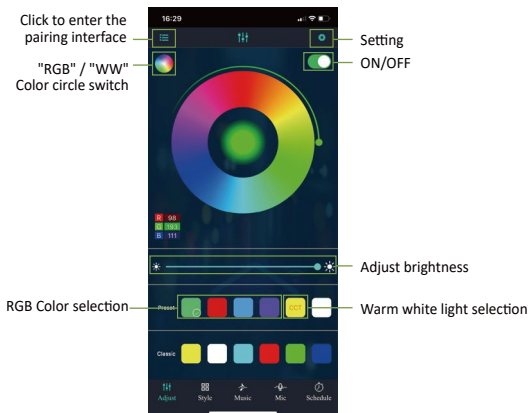 Click to enter the
pairing interface
"RGB" / "WW"
Color circle switch
16:29
Setting
ON/OFF
R 98
G 193
B 111
Adjust brightness
RGB Color selection
Preset
CCT
Warm white light selection
Classic
Adjust
Style
Music
Mic
Schedule